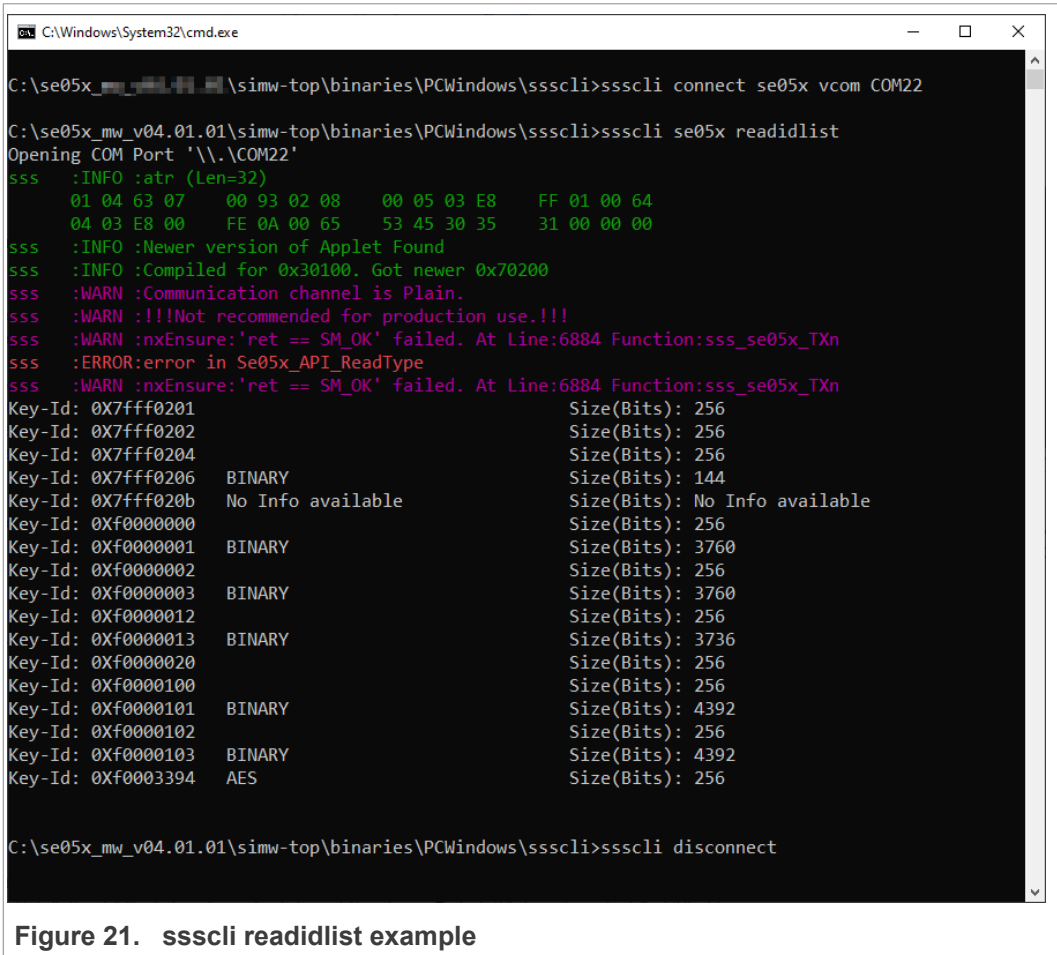 C:\Windows\System32\cmd.exe
C:\se05x_\simw-top\binaries\PCWindows\ssscli>ssscli connect se05x vcom COM22
C:\se05x_mw_v04.01.01\simw-top\binaries\PCWindows\ssscli>ssscli se05x readidlist
Opening COM Port '\\.\COM22'
sss :INFO :atr (Len=32)
01 04 63 07 00 93 02 08 00 05 03 E8 FF 01 00 64
04 03 E8 00 FE 0A 00 65 53 45 30 35 31 00 00 00
sss :INFO :Newer version of Applet Found
sss :INFO :Compiled for 0x30100. Got newer 0x70200
sss :WARN :Communication channel is Plain.
sss :WARN :!!!Not recommended for production use.!!!
sss :WARN :nxEnsure:'ret == SM_OK' failed. At Line:6884 Function:sss_se05x_TXn
sss :ERROR:error in Se05x_API_ReadType
sss :WARN :nxEnsure:'ret == SM_OK' failed. At Line:6884 Function:sss_se05x_TXn
Key-Id: 0X7fff0201 Size(Bits): 256
Key-Id: 0X7fff0202 Size(Bits): 256
Key-Id: 0X7fff0204 Size(Bits): 256
Key-Id: 0X7fff0206 BINARY Size(Bits): 144
Key-Id: 0X7fff020b No Info available Size(Bits): No Info available
Key-Id: 0Xf0000000 Size(Bits): 256
Key-Id: 0Xf0000001 BINARY Size(Bits): 3760
Key-Id: 0Xf0000002 Size(Bits): 256
Key-Id: 0Xf0000003 BINARY Size(Bits): 3760
Key-Id: 0Xf0000012 Size(Bits): 256
Key-Id: 0Xf0000013 BINARY Size(Bits): 3736
Key-Id: 0Xf0000020 Size(Bits): 256
Key-Id: 0Xf0000100 Size(Bits): 256
Key-Id: 0Xf0000101 BINARY Size(Bits): 4392
Key-Id: 0Xf0000102 Size(Bits): 256
Key-Id: 0Xf0000103 BINARY Size(Bits): 4392
Key-Id: 0Xf0003394 AES Size(Bits): 256
C:\se05x_mw_v04.01.01\simw-top\binaries\PCWindows\ssscli>ssscli disconnect
Figure 21. ssscli readidlist example